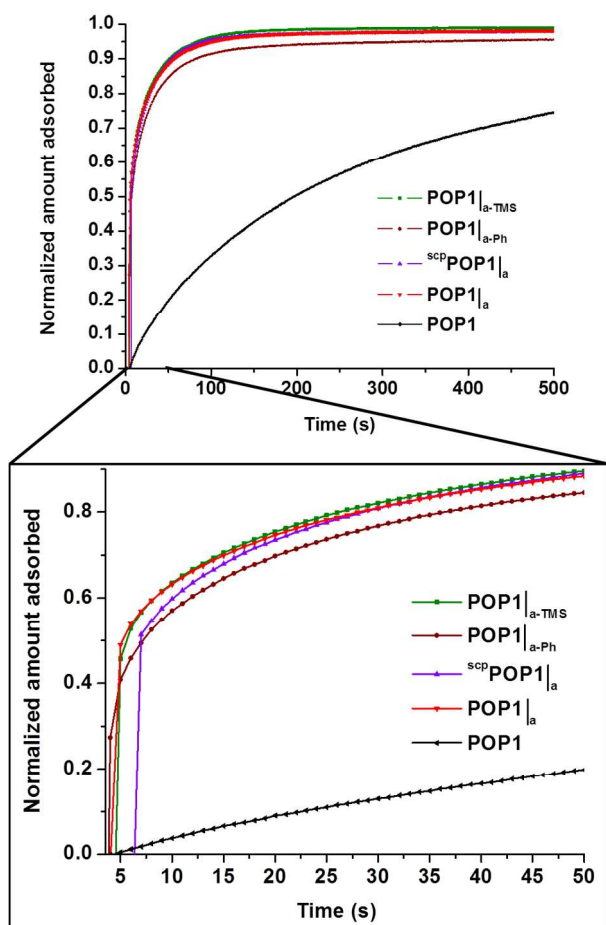 Normalized amount adsorbed
1.0
0.9
0.8
0.7
0.6
0.5
0.4
0.3
0.2
0.1
0.0
POP1|a-TMS
POP1|a-Ph
scpPOP1|a
POP1|a
POP1
0 100 200 300 400 500
Time (s)
Normalized amount adsorbed
0.8
0.6
0.4
0.2
0.0
POP1|a-TMS
POP1|a-Ph
scpPOP1|a
POP1|a
POP1
5 10 15 20 25 30 35 40 45 50
Time (s)